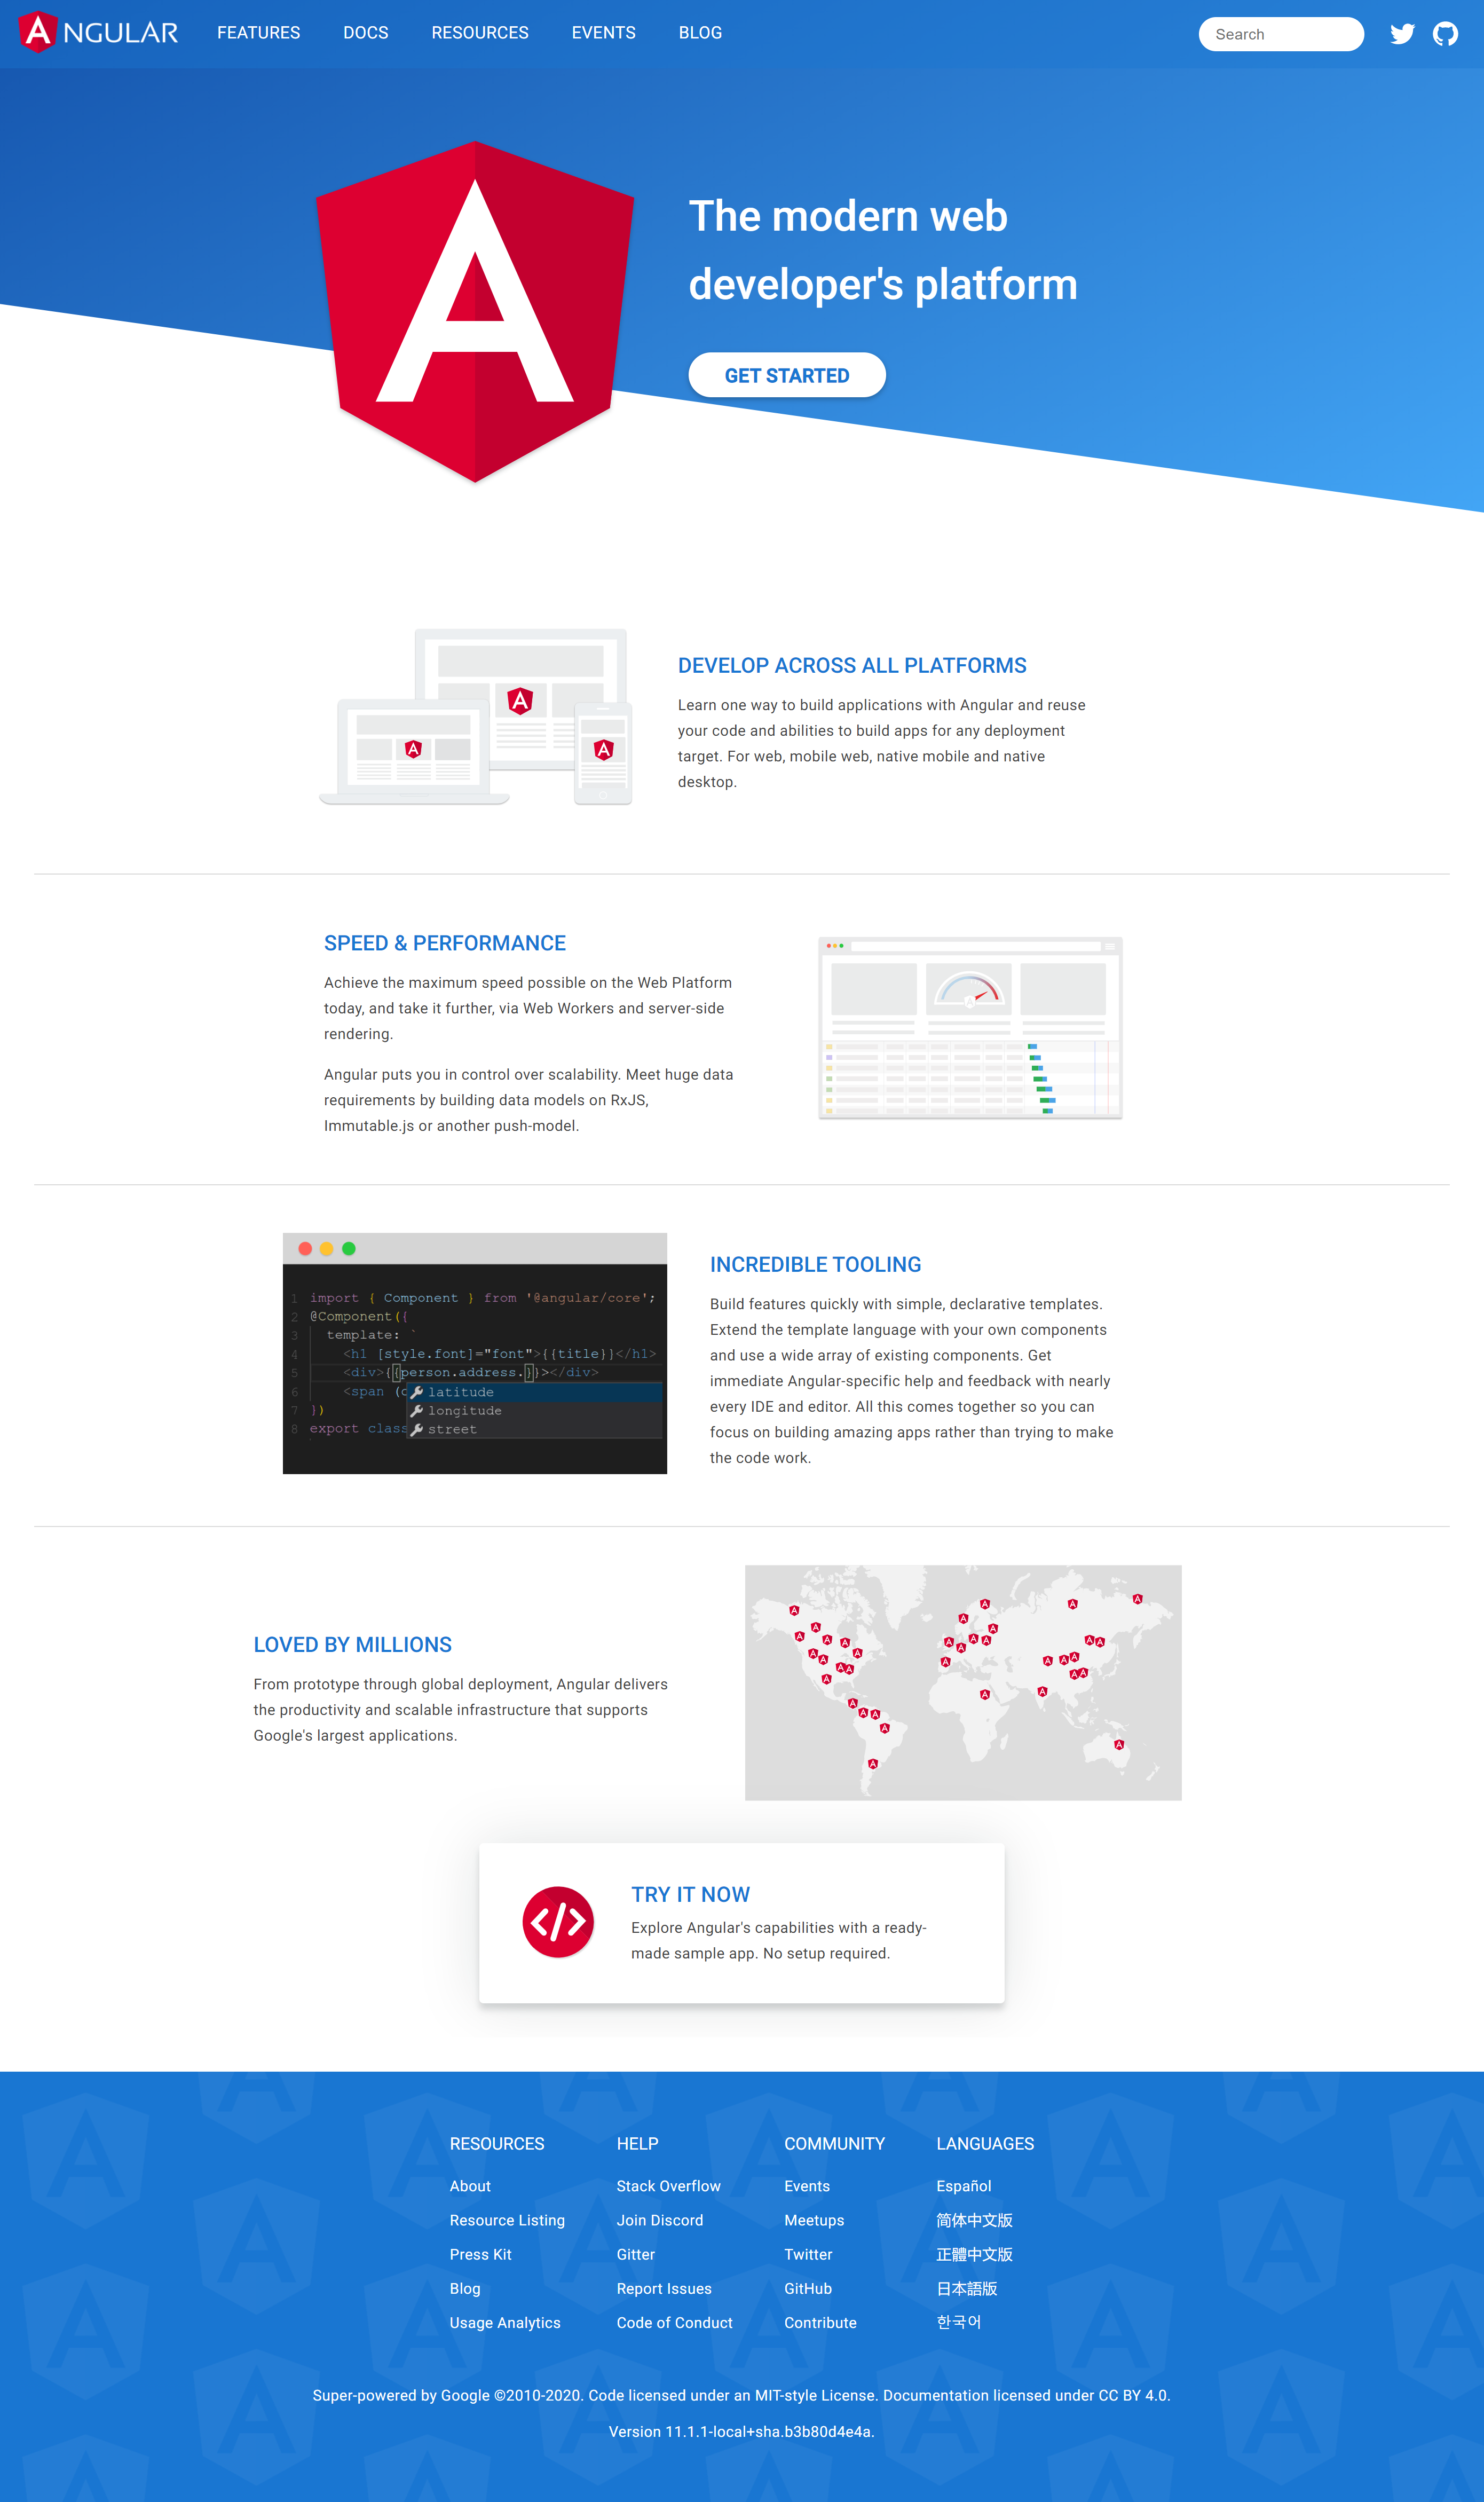 ANGULAR FEATURES DOCS RESOURCES EVENTS BLOG Search
The modern web
developer's platform
GET STARTED
DEVELOP ACROSS ALL PLATFORMS
Learn one way to build applications with Angular and reuse
your code and abilities to build apps for any deployment
target. For web, mobile web, native mobile and native
desktop.
SPEED & PERFORMANCE
Achieve the maximum speed possible on the Web Platform
today, and take it further, via Web Workers and server-side
rendering.
Angular puts you in control over scalability. Meet huge data
requirements by building data models on RxJS,
Immutable.js or another push-model.
1 import { Component } from '@angular/core';
2 @Component({
3 template: `
4 <h1 [style.font]="font">{{title}}</h1>
5 <div>{{person.address.}}></div>
6 <span (c latitude
7 }) longitude
8 export class street
INCREDIBLE TOOLING
Build features quickly with simple, declarative templates.
Extend the template language with your own components
and use a wide array of existing components. Get
immediate Angular-specific help and feedback with nearly
every IDE and editor. All this comes together so you can
focus on building amazing apps rather than trying to make
the code work.
LOVED BY MILLIONS
From prototype through global deployment, Angular delivers
the productivity and scalable infrastructure that supports
Google's largest applications.
TRY IT NOW
Explore Angular's capabilities with a ready-
made sample app. No setup required.
RESOURCES
About
Resource Listing
Press Kit
Blog
Usage Analytics
HELP
Stack Overflow
Join Discord
Gitter
Report Issues
Code of Conduct
COMMUNITY
Events
Meetups
Twitter
GitHub
Contribute
LANGUAGES
Español
简体中文版
正體中文版
日本語版
한국어
Super-powered by Google ©2010-2020. Code licensed under an MIT-style License. Documentation licensed under CC BY 4.0.
Version 11.1.1-local+sha.b3b80d4e4a.